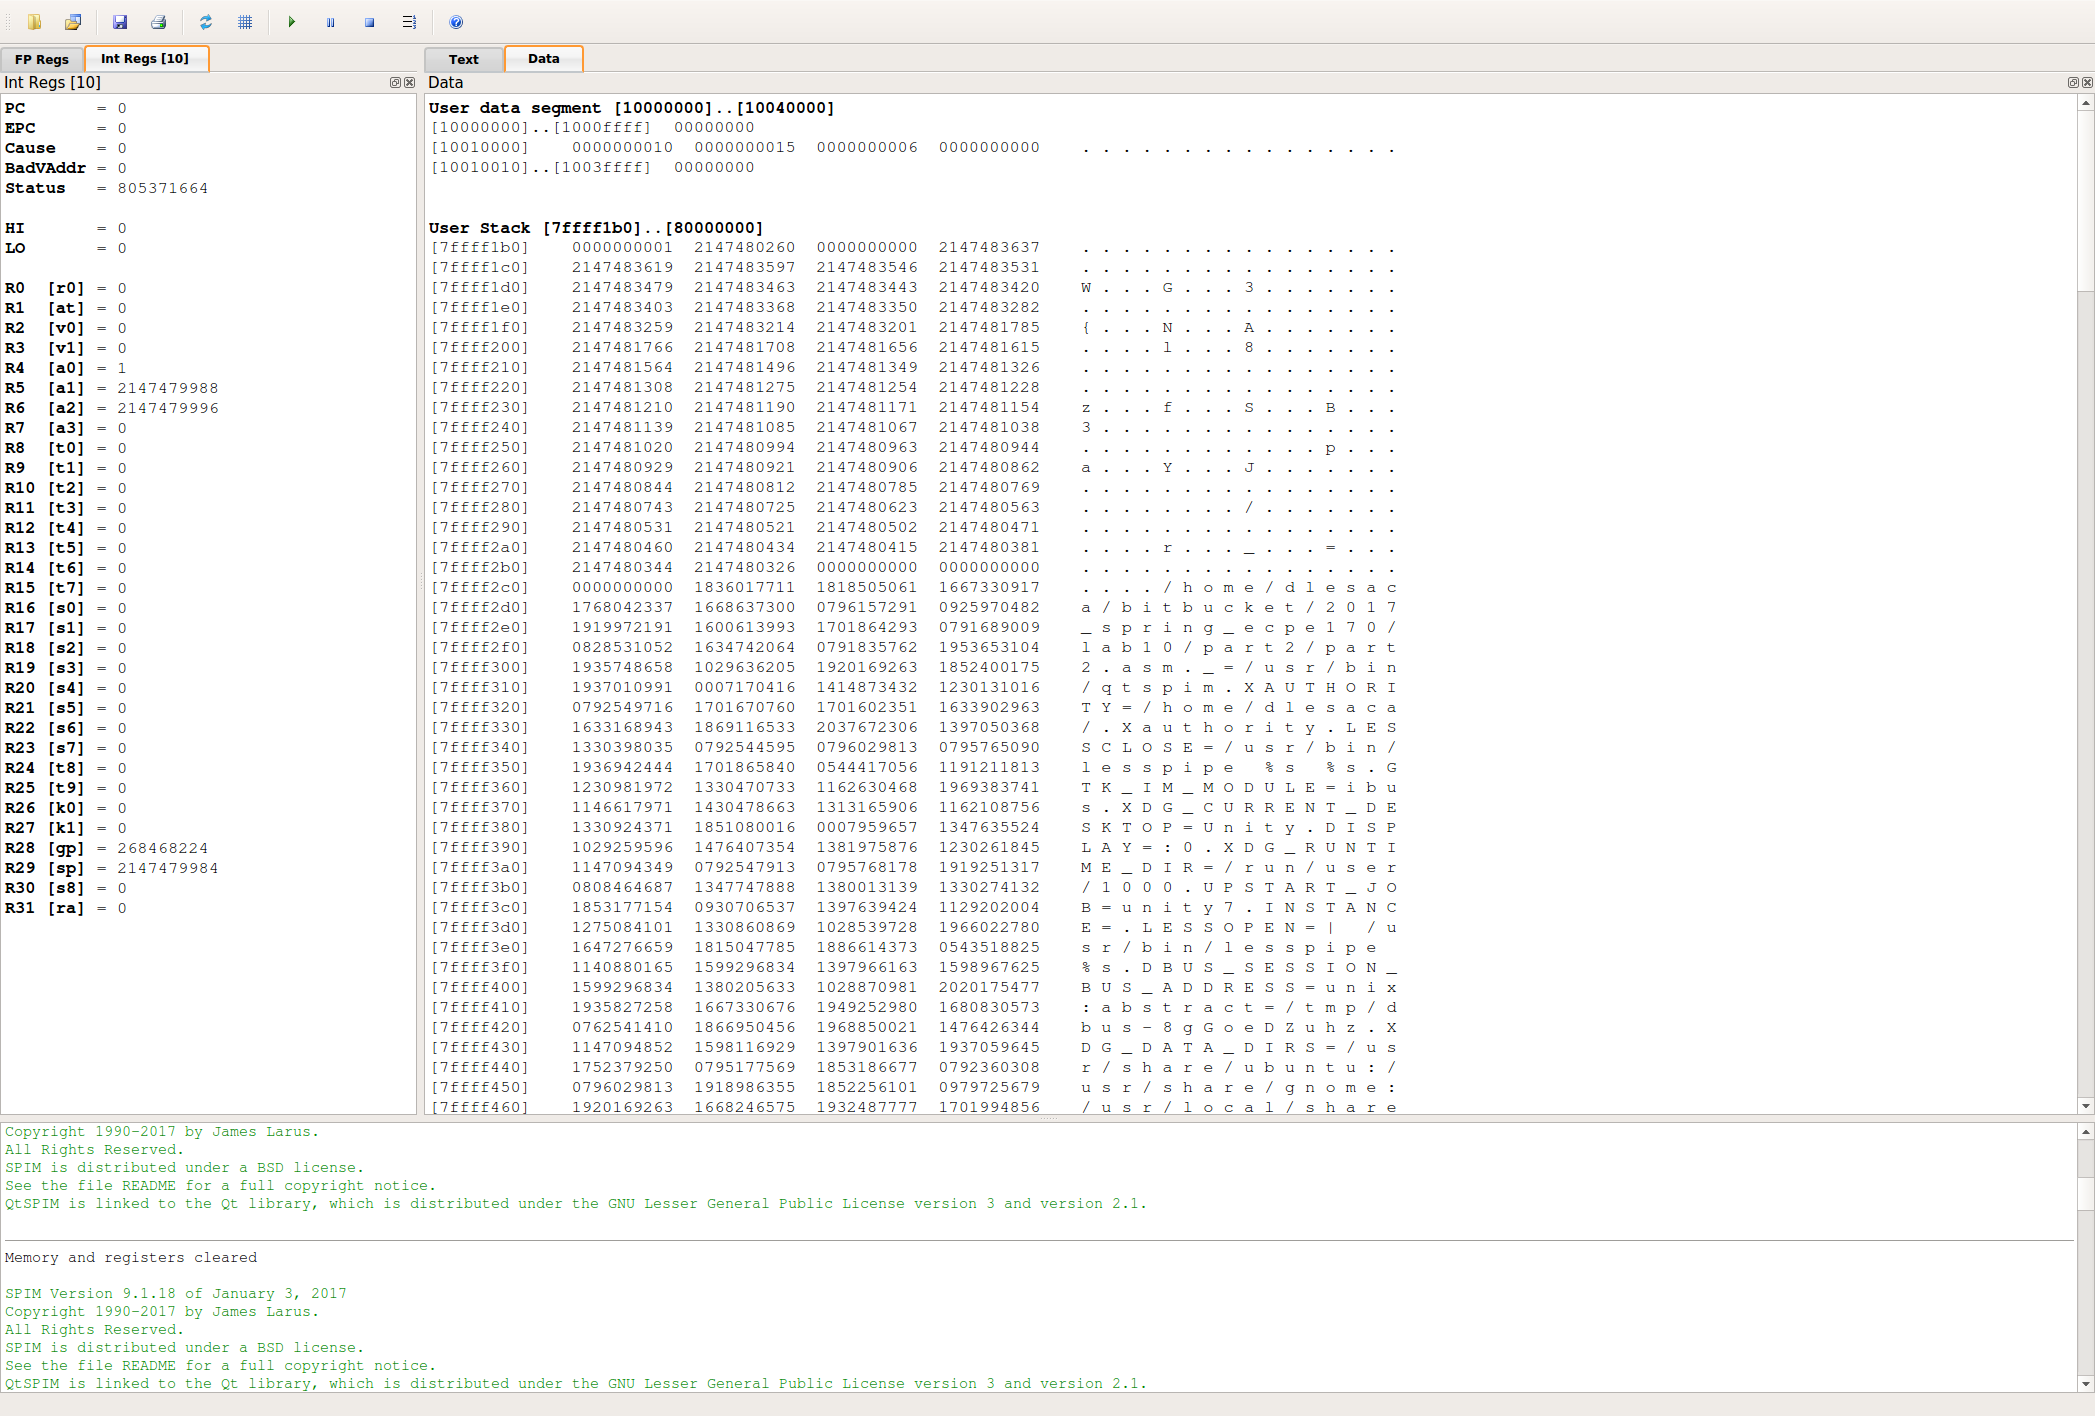 FP Regs Int Regs [10] Text Data
Int Regs [10]
PC = 0
EPC = 0
Cause = 0
BadVAddr = 0
Status = 805371664
HI = 0
LO = 0
R0 [r0] = 0
R1 [at] = 0
R2 [v0] = 0
R3 [v1] = 0
R4 [a0] = 1
R5 [a1] = 2147479988
R6 [a2] = 2147479996
R7 [a3] = 0
R8 [t0] = 0
R9 [t1] = 0
R10 [t2] = 0
R11 [t3] = 0
R12 [t4] = 0
R13 [t5] = 0
R14 [t6] = 0
R15 [t7] = 0
R16 [s0] = 0
R17 [s1] = 0
R18 [s2] = 0
R19 [s3] = 0
R20 [s4] = 0
R21 [s5] = 0
R22 [s6] = 0
R23 [s7] = 0
R24 [t8] = 0
R25 [t9] = 0
R26 [k0] = 0
R27 [k1] = 0
R28 [gp] = 268468224
R29 [sp] = 2147479984
R30 [s8] = 0
R31 [ra] = 0
Data
User data segment [10000000]..[10040000]
[10000000]..[1000ffff] 00000000
[10010000] 0000000010 0000000015 0000000006 0000000000 . . . . . . . . . . . . . . . .
[10010010]..[1003ffff] 00000000
User Stack [7ffff1b0]..[80000000]
[7ffff1b0] 0000000001 2147480260 0000000000 2147483637 . . . . . . . . . . . . . . . .
[7ffff1c0] 2147483619 2147483597 2147483546 2147483531 . . . . . . . . . . . . . . . .
[7ffff1d0] 2147483479 2147483463 2147483443 2147483420 W . . . G . . . 3 . . . . . . .
[7ffff1e0] 2147483403 2147483368 2147483350 2147483282 . . . . . . . . . . . . . . . .
[7ffff1f0] 2147483259 2147483214 2147483201 2147481785 { . . . N . . . A . . . . . . .
[7ffff200] 2147481766 2147481708 2147481656 2147481615 . . . . l . . . 8 . . . . . . .
[7ffff210] 2147481564 2147481496 2147481349 2147481326 . . . . . . . . . . . . . . . .
[7ffff220] 2147481308 2147481275 2147481254 2147481228 . . . . . . . . . . . . . . . .
[7ffff230] 2147481210 2147481190 2147481171 2147481154 z . . . f . . . S . . . B . . .
[7ffff240] 2147481139 2147481085 2147481067 2147481038 3 . . . . . . . . . . . . . . .
[7ffff250] 2147481020 2147480994 2147480963 2147480944 . . . . . . . . . . . . p . . .
[7ffff260] 2147480929 2147480921 2147480906 2147480862 a . . . Y . . . J . . . . . . .
[7ffff270] 2147480844 2147480812 2147480785 2147480769 . . . . . . . . . . . . . . . .
[7ffff280] 2147480743 2147480725 2147480623 2147480563 . . . . . . . . / . . . . . . .
[7ffff290] 2147480531 2147480521 2147480502 2147480471 . . . . . . . . . . . . . . . .
[7ffff2a0] 2147480460 2147480434 2147480415 2147480381 . . . . r . . . _ . . . = . . .
[7ffff2b0] 2147480344 2147480326 0000000000 0000000000 . . . . . . . . . . . . . . . .
[7ffff2c0] 0000000000 1836017711 1818505061 1667330917 . . . . / h o m e / d l e s a c
[7ffff2d0] 1768042337 1668637300 0796157291 0925970482 a / b i t b u c k e t / 2 0 1 7
[7ffff2e0] 1919972191 1600613993 1701864293 0791689009 _ s p r i n g _ e c p e 1 7 0 /
[7ffff2f0] 0828531052 1634742064 0791835762 1953653104 l a b 1 0 / p a r t 2 / p a r t
[7ffff300] 1935748658 1029636205 1920169263 1852400175 2 . a s m . _ = / u s r / b i n
[7ffff310] 1937010991 0007170416 1414873432 1230131016 / q t s p i m . X A U T H O R I
[7ffff320] 0792549716 1701670760 1701602351 1633902963 T Y = / h o m e / d l e s a c a
[7ffff330] 1633168943 1869116533 2037672306 1397050368 / . X a u t h o r i t y . L E S
[7ffff340] 1330398035 0792544595 0796029813 0795765090 S C L O S E = / u s r / b i n /
[7ffff350] 1936942444 1701865840 0544417056 1191211813 l e s s p i p e   % s   % s . G
[7ffff360] 1230981972 1330470733 1162630468 1969383741 T K _ I M _ M O D U L E = i b u
[7ffff370] 1146617971 1430478663 1313165906 1162108756 s . X D G _ C U R R E N T _ D E
[7ffff380] 1330924371 1851080016 0007959657 1347635524 S K T O P = U n i t y . D I S P
[7ffff390] 1029259596 1476407354 1381975876 1230261845 L A Y = : 0 . X D G _ R U N T I
[7ffff3a0] 1147094349 0792547913 0795768178 1919251317 M E _ D I R = / r u n / u s e r
[7ffff3b0] 0808464687 1347747888 1380013139 1330274132 / 1 0 0 0 . U P S T A R T _ J O
[7ffff3c0] 1853177154 0930706537 1397639424 1129202004 B = u n i t y 7 . I N S T A N C
[7ffff3d0] 1275084101 1330860869 1028539728 1966022780 E = . L E S S O P E N = |   / u
[7ffff3e0] 1647276659 1815047785 1886614373 0543518825 s r / b i n / l e s s p i p e
[7ffff3f0] 1140880165 1599296834 1397966163 1598967625 % s . D B U S _ S E S S I O N _
[7ffff400] 1599296834 1380205633 1028870981 2020175477 B U S _ A D D R E S S = u n i x
[7ffff410] 1935827258 1667330676 1949252980 1680830573 : a b s t r a c t = / t m p / d
[7ffff420] 0762541410 1866950456 1968850021 1476426344 b u s - 8 g G o e D Z u h z . X
[7ffff430] 1147094852 1598116929 1397901636 1937059645 D G _ D A T A _ D I R S = / u s
[7ffff440] 1752379250 0795177569 1853186677 0792360308 r / s h a r e / u b u n t u : /
[7ffff450] 0796029813 1918986355 1852256101 0979725679 u s r / s h a r e / g n o m e :
[7ffff460] 1920169263 1668246575 1932487777 1701994856 / u s r / l o c a l / s h a r e
Copyright 1990-2017 by James Larus.
All Rights Reserved.
SPIM is distributed under a BSD license.
See the file README for a full copyright notice.
QtSPIM is linked to the Qt library, which is distributed under the GNU Lesser General Public License version 3 and version 2.1.
Memory and registers cleared
SPIM Version 9.1.18 of January 3, 2017
Copyright 1990-2017 by James Larus.
All Rights Reserved.
SPIM is distributed under a BSD license.
See the file README for a full copyright notice.
QtSPIM is linked to the Qt library, which is distributed under the GNU Lesser General Public License version 3 and version 2.1.